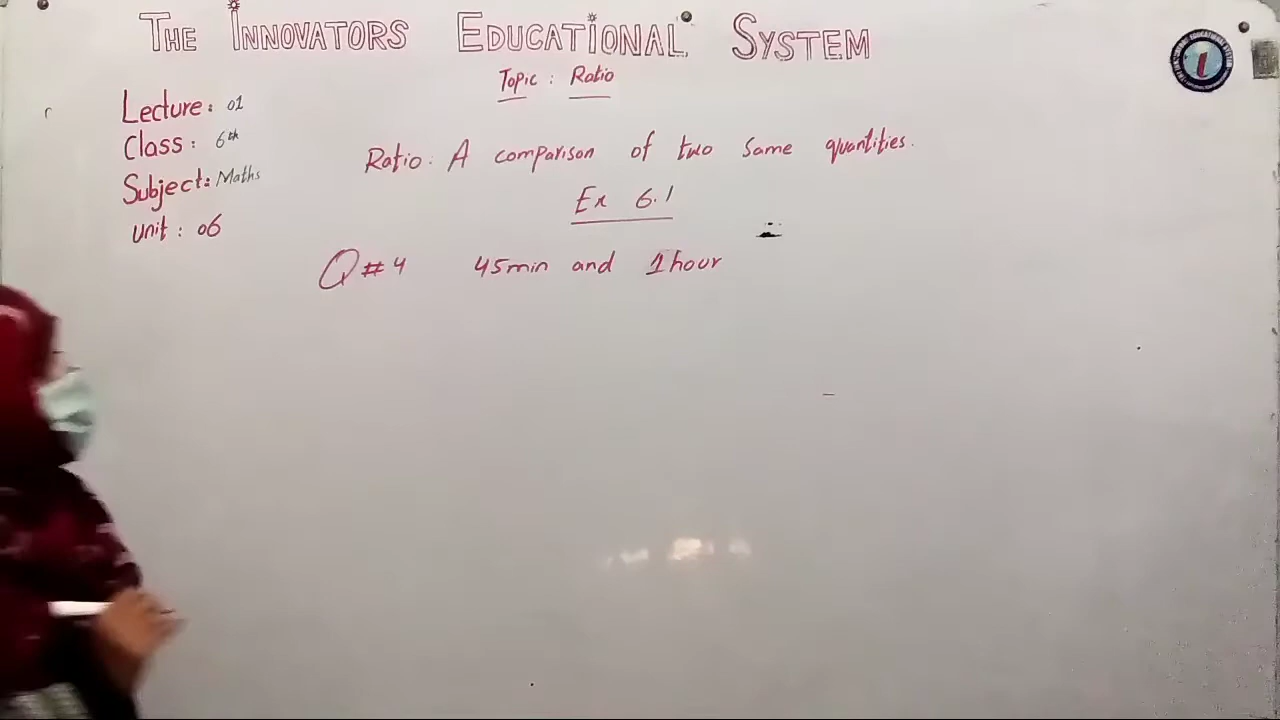 THE INNOVATORS EDUCATIONAL SYSTEM
Topic : Ratio
Lecture : 01
Class : 6th
Subject : Maths
Unit : 06
Ratio : A comparison of two same quantities.
Ex 6.1
Q#4 45min and 1hour